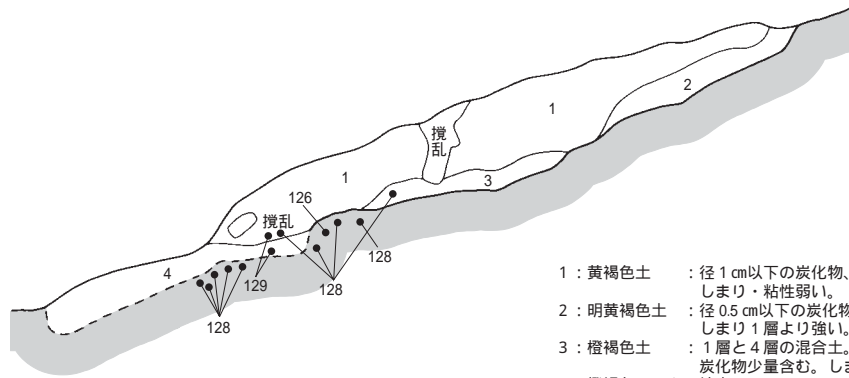 1
2
撹乱
1
3
126
撹乱
4
128
129
128
128
1：黄褐色土　：径1cm以下の炭化物、
しまり・粘性弱い。
2：明黄褐色土　：径0.5cm以下の炭化物
しまり1層より強い。
3：橙褐色土　：1層と4層の混合土。
炭化物少量含む。しま